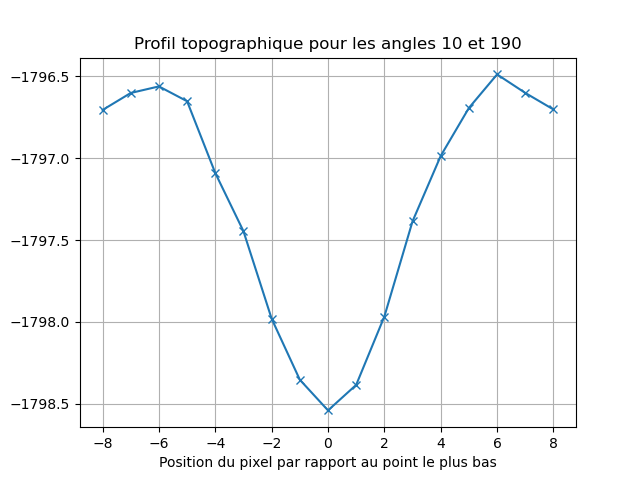 Profil topographique pour les angles 10 et 190
−1796.5
−1797.0
−1797.5
−1798.0
−1798.5
−8 −6 −4 −2 0 2 4 6 8
Position du pixel par rapport au point le plus bas